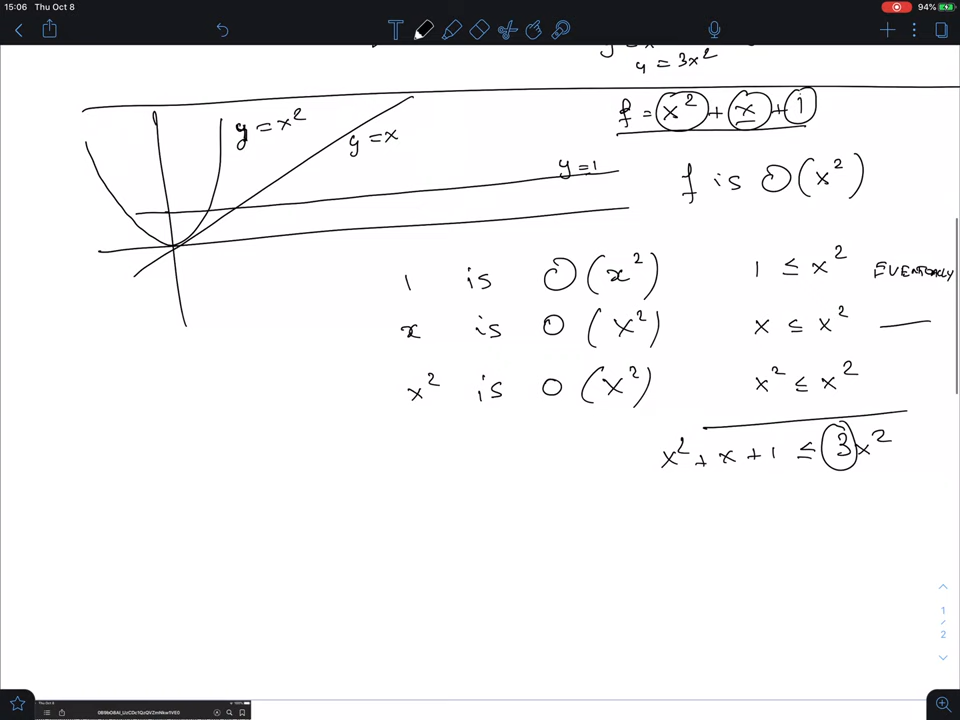 15:06 Thu Oct 8
94%
y = 3x²
f = x² + x + 1
y = x²
y = x
y = 1
f is O(x²)
1 is O(x²) 1 ≤ x² EVENTUALLY
x is O(x²) x ≤ x² —
x² is O(x²) x² ≤ x²
x² + x + 1 ≤ 3x²
1
/
2